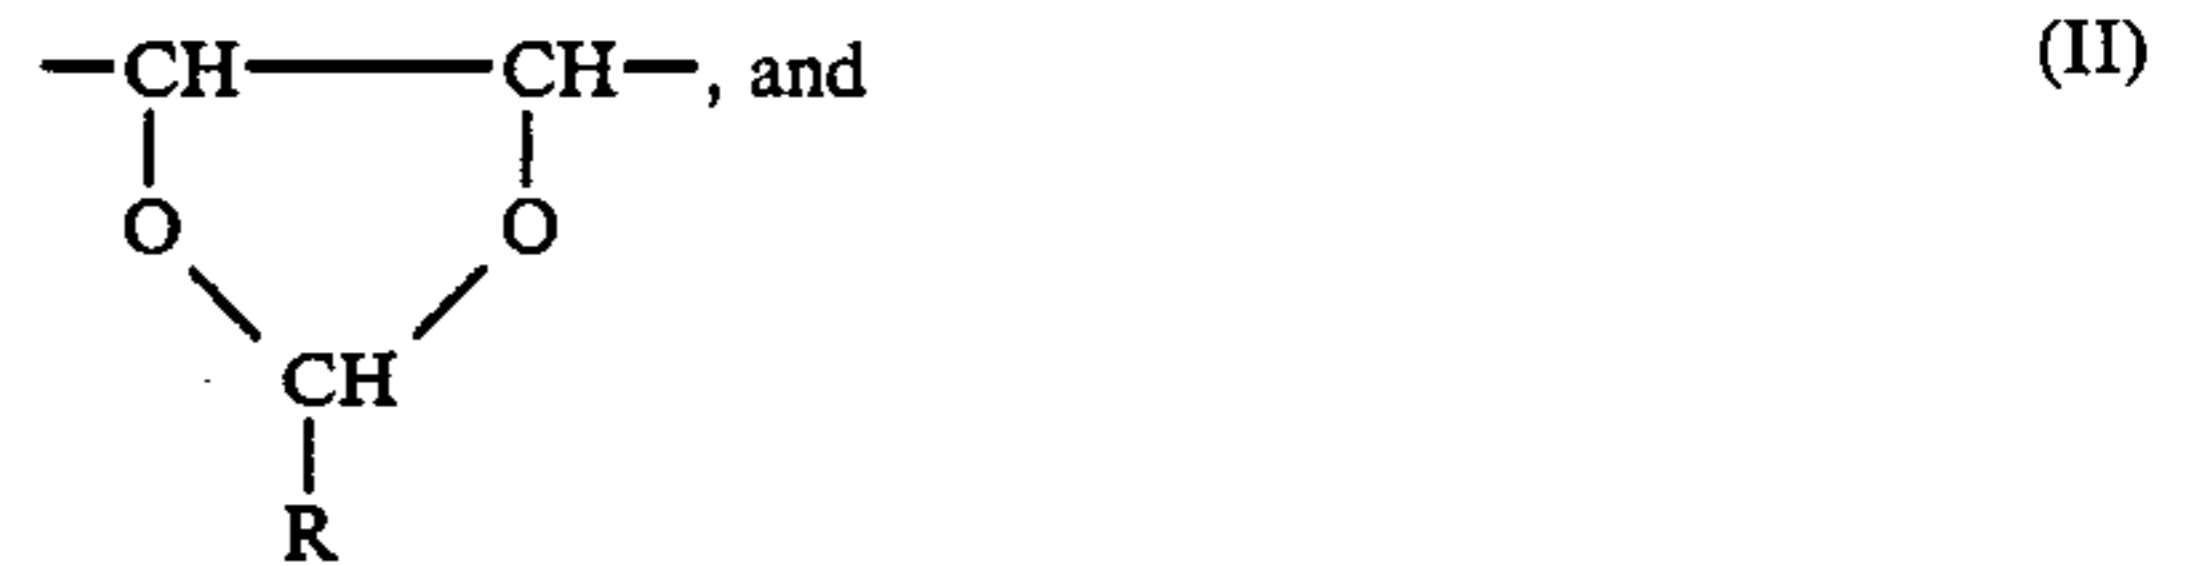 —CH—CH—, and (II)
O O
CH
R